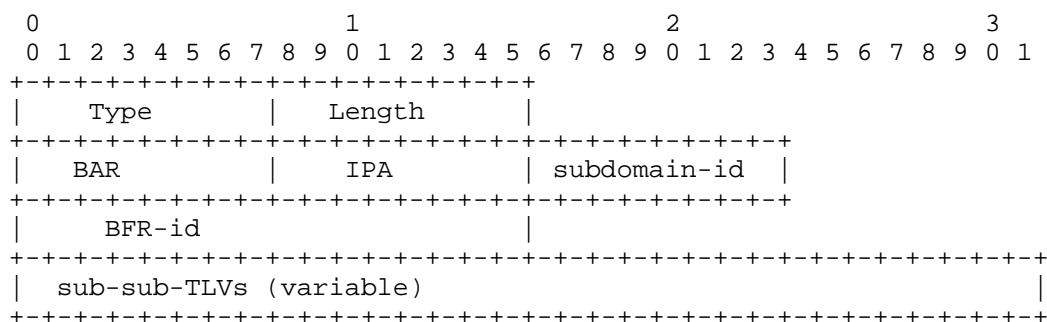 0                   1                   2                   3
 0 1 2 3 4 5 6 7 8 9 0 1 2 3 4 5 6 7 8 9 0 1 2 3 4 5 6 7 8 9 0 1
+-+-+-+-+-+-+-+-+-+-+-+-+-+-+-+-+
|     Type      |   Length      |
+-+-+-+-+-+-+-+-+-+-+-+-+-+-+-+-+-+-+-+-+-+-+-+-+
|   BAR         |    IPA        | subdomain-id  |
+-+-+-+-+-+-+-+-+-+-+-+-+-+-+-+-+-+-+-+-+-+-+-+-+
|     BFR-id                    |
+-+-+-+-+-+-+-+-+-+-+-+-+-+-+-+-+-+-+-+-+-+-+-+-+-+-+-+-+-+-+-+-+
|  sub-sub-TLVs (variable)                                      |
+-+-+-+-+-+-+-+-+-+-+-+-+-+-+-+-+-+-+-+-+-+-+-+-+-+-+-+-+-+-+-+-+